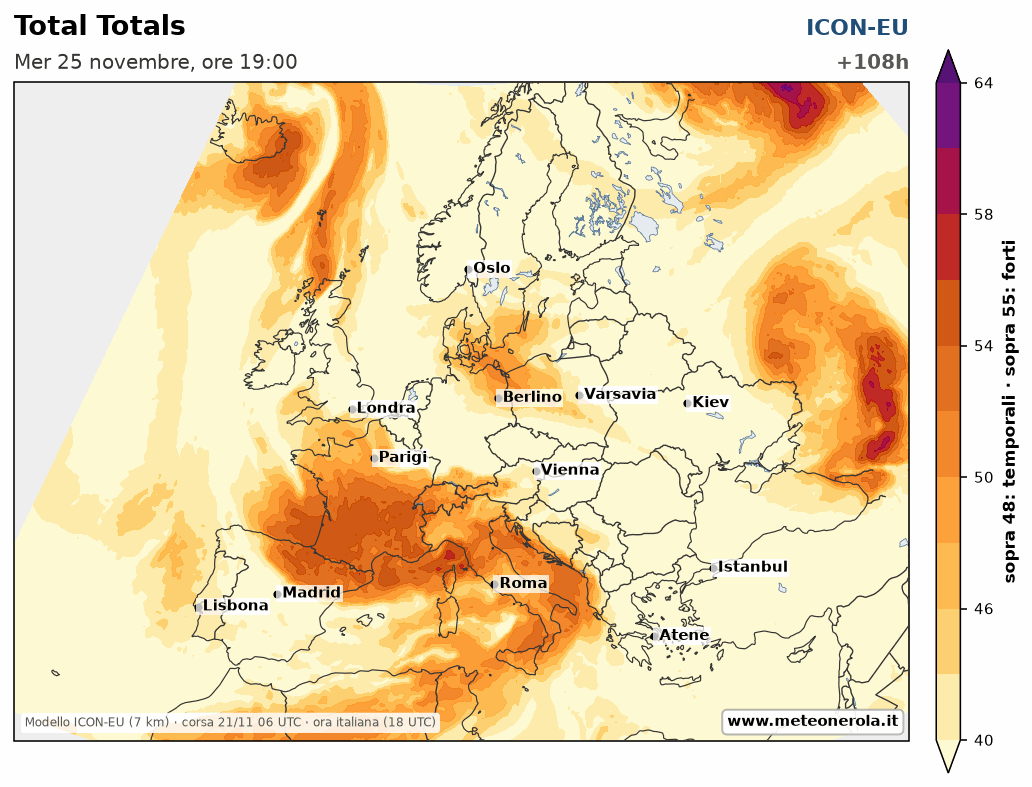 Total Totals
ICON-EU
Mer 25 novembre, ore 19:00
+108h
64
58
54
50
46
40
sopra 48: temporali · sopra 55: forti
Oslo
Berlino
Varsavia
Kiev
Londra
Parigi
Vienna
Istanbul
Roma
Madrid
Lisbona
Atene
Modello ICON-EU (7 km) · corsa 21/11 06 UTC · ora italiana (18 UTC)
www.meteonerola.it